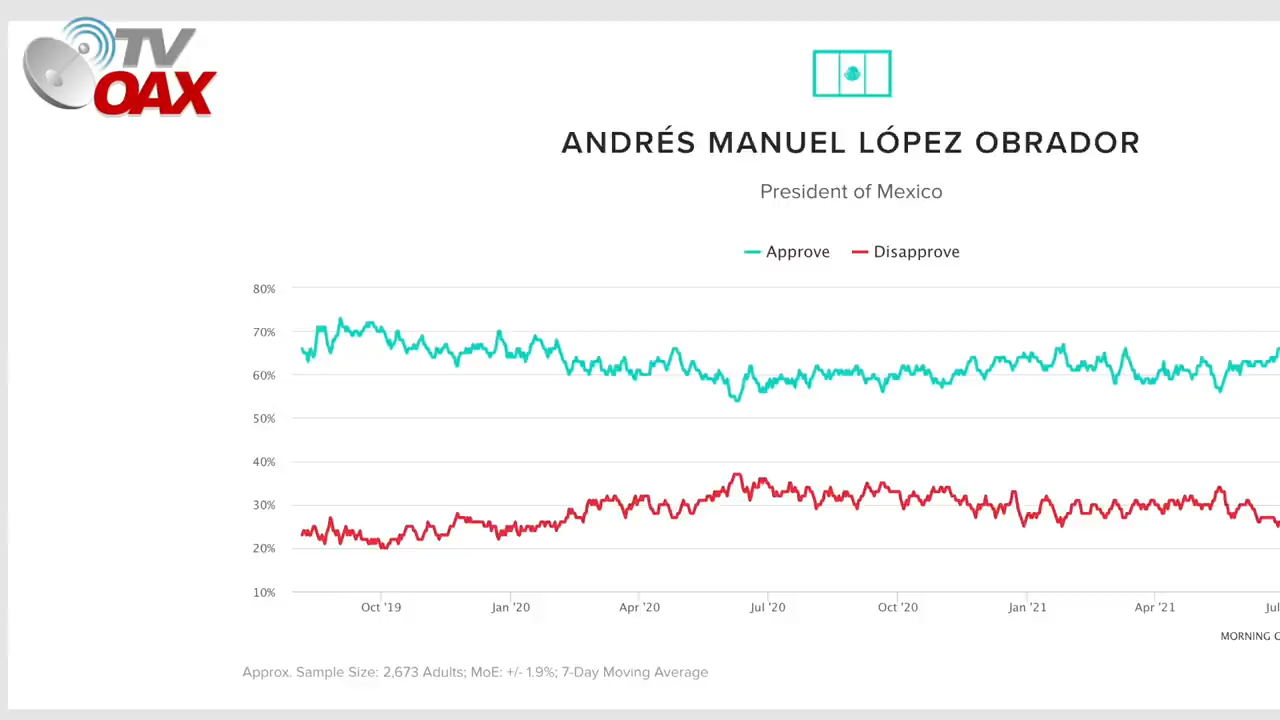 TV
OAX
ANDRÉS MANUEL LÓPEZ OBRADOR
President of Mexico
Approve Disapprove
80%
70%
60%
50%
40%
30%
20%
10%
Oct '19 Jan '20 Apr '20 Jul '20 Oct '20 Jan '21 Apr '21 Jul
MORNING C
Approx. Sample Size: 2,673 Adults; MoE: +/- 1.9%; 7-Day Moving Average